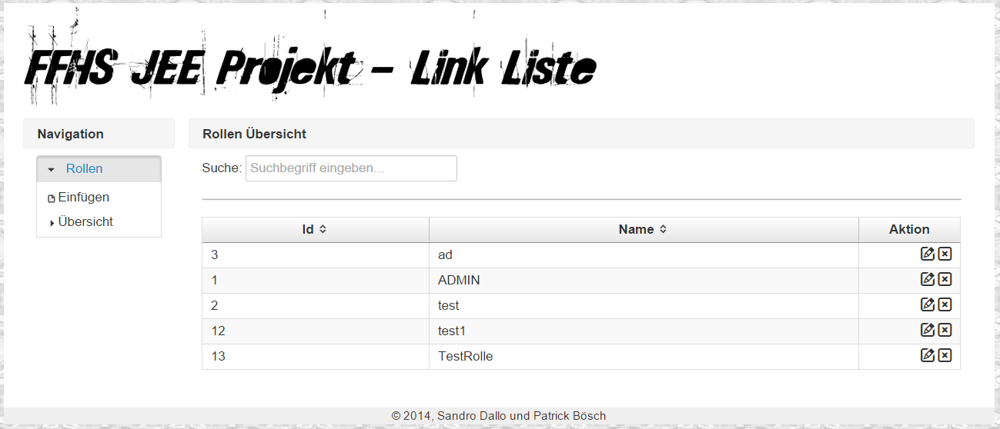 FFHS JEE Projekt - Link Liste
Navigation
Rollen
Einfügen
Übersicht
Rollen Übersicht
Suche: Suchbegriff eingeben...
Id Name Aktion
3 ad
1 ADMIN
2 test
12 test1
13 TestRolle
© 2014, Sandro Dallo und Patrick Bösch